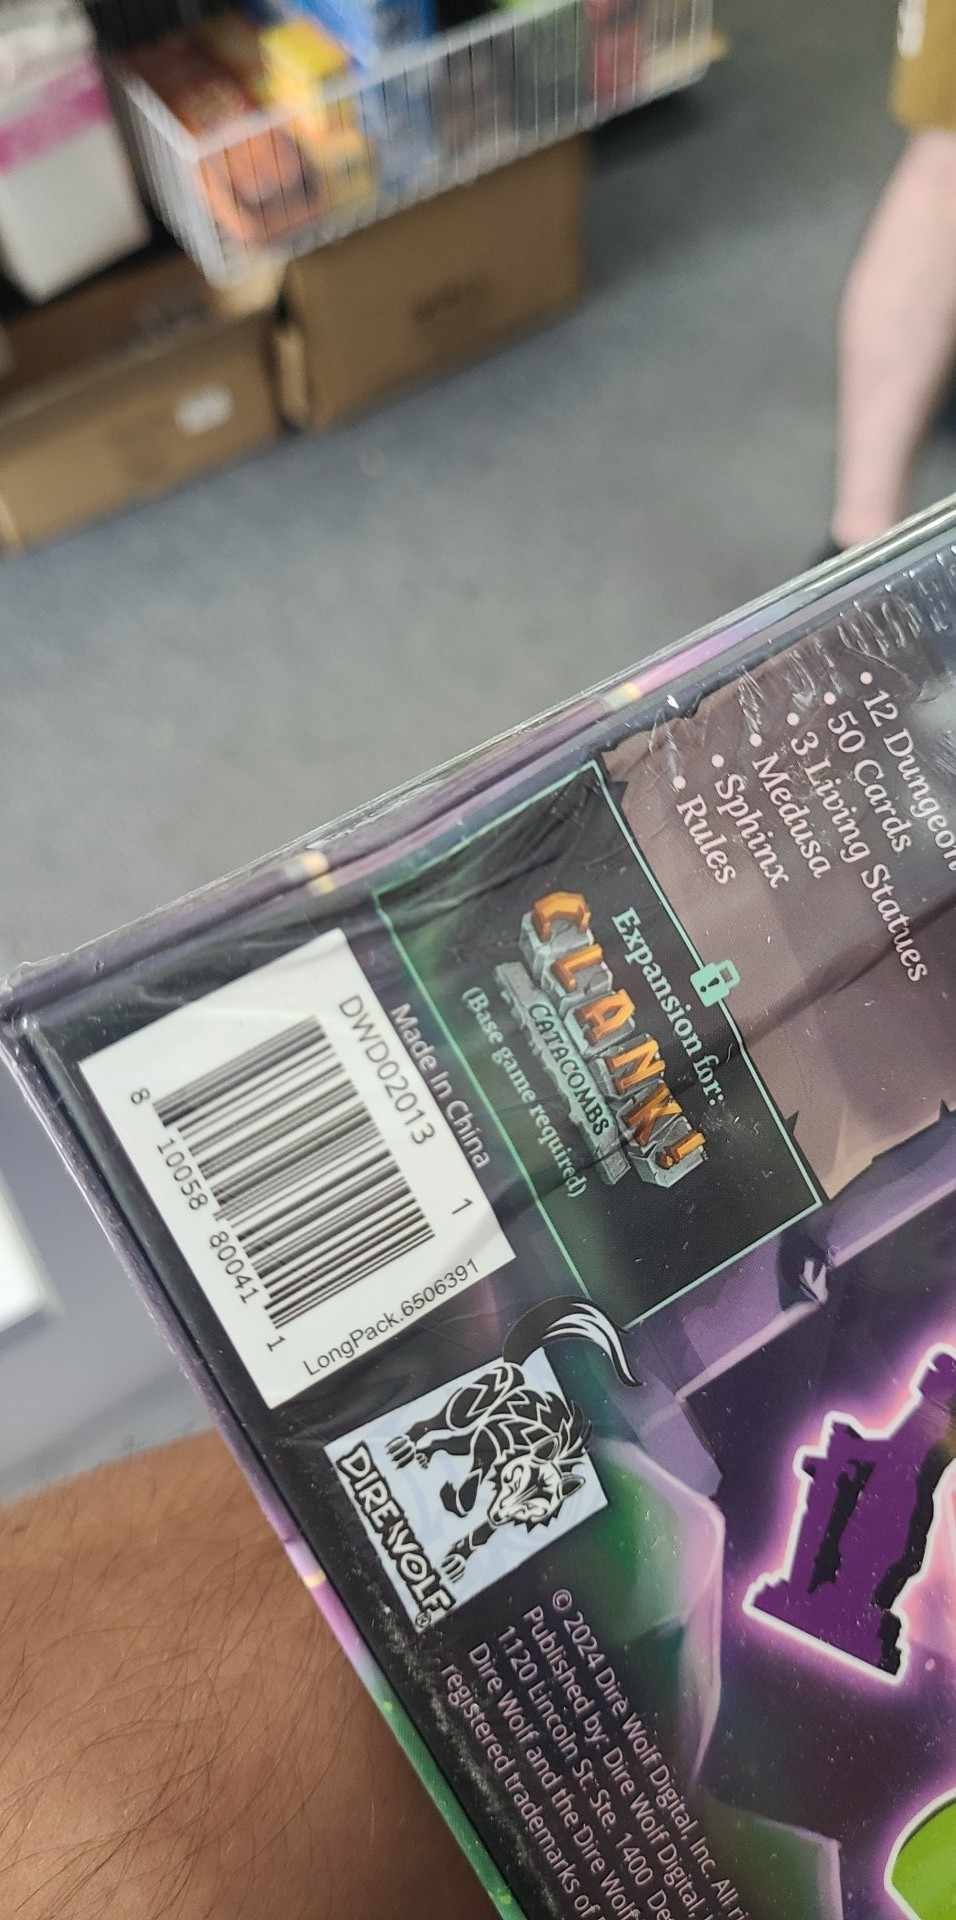 • 12 Dungeon
• 50 Cards
• 3 Living Statues
• Medusa
• Sphinx
• Rules
Expansion for:
CLANK!
CATACOMBS
(Base game required)
Made In China
DWD02013 1
8 10058 80041 1
LongPack.6506391
DIRE WOLF®
© 2024 Dire Wolf Digital, Inc. All ri
Published by: Dire Wolf Digital,
1120 Lincoln St. Ste. 1400 De
Dire Wolf and the Dire Wolf
registered trademarks of